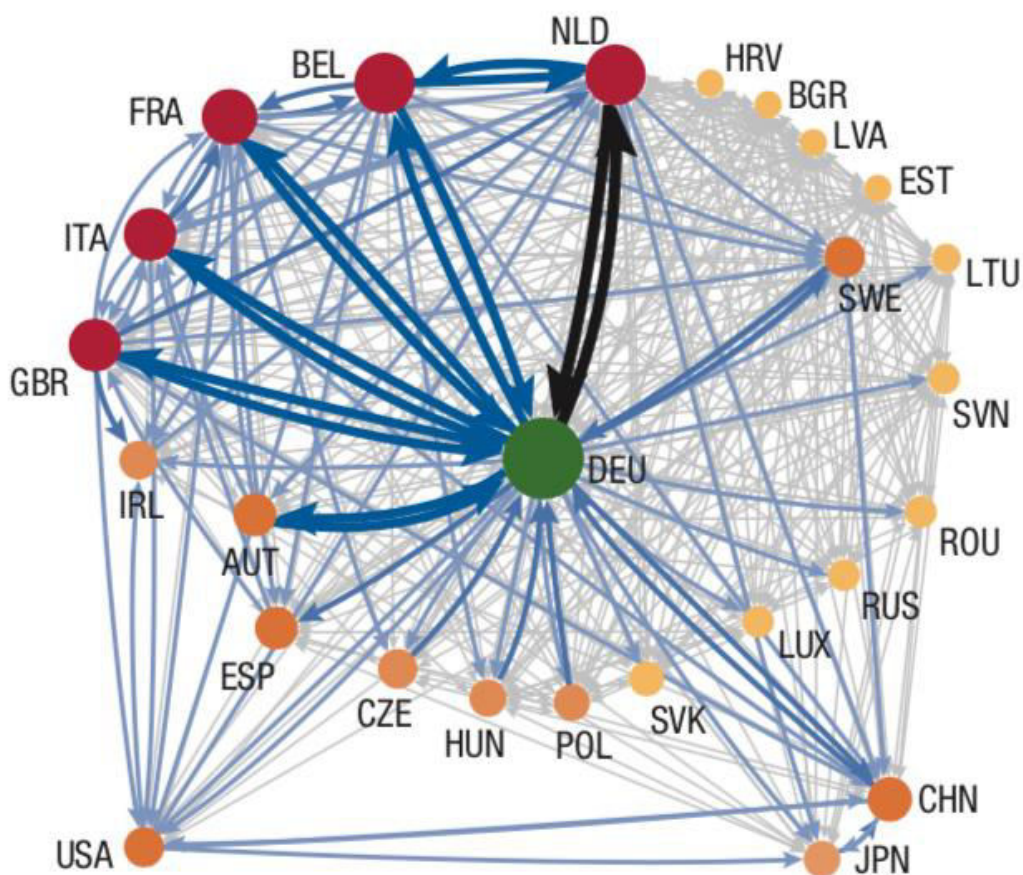 NLD
HRV
BEL
BGR
FRA
LVA
EST
ITA
LTU
SWE
GBR
SVN
DEU
IRL
ROU
AUT
RUS
LUX
ESP
SVK
CZE
HUN
POL
CHN
USA
JPN